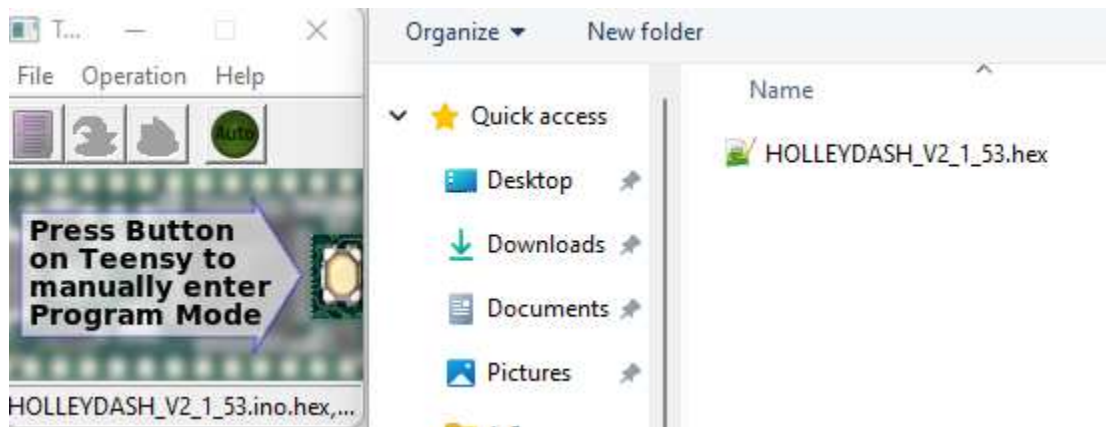 T...
File Operation Help
Auto
Press Button
on Teensy to
manually enter
Program Mode
HOLLEYDASH_V2_1_53.ino.hex,...
Organize New folder
Quick access
Desktop
Downloads
Documents
Pictures
Name
HOLLEYDASH_V2_1_53.hex